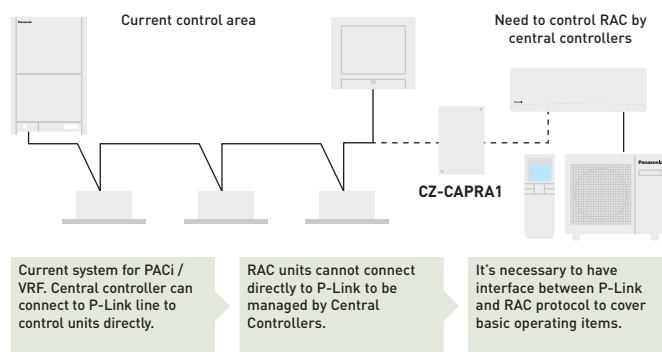 Current control area
Need to control RAC by
central controllers
Panasonic
CZ-CAPRA1
Current system for PACi /
VRF. Central controller can
connect to P-Link line to
control units directly.
RAC units cannot connect
directly to P-Link to be
managed by Central
Controllers.
It's necessary to have
interface between P-Link
and RAC protocol to cover
basic operating items.